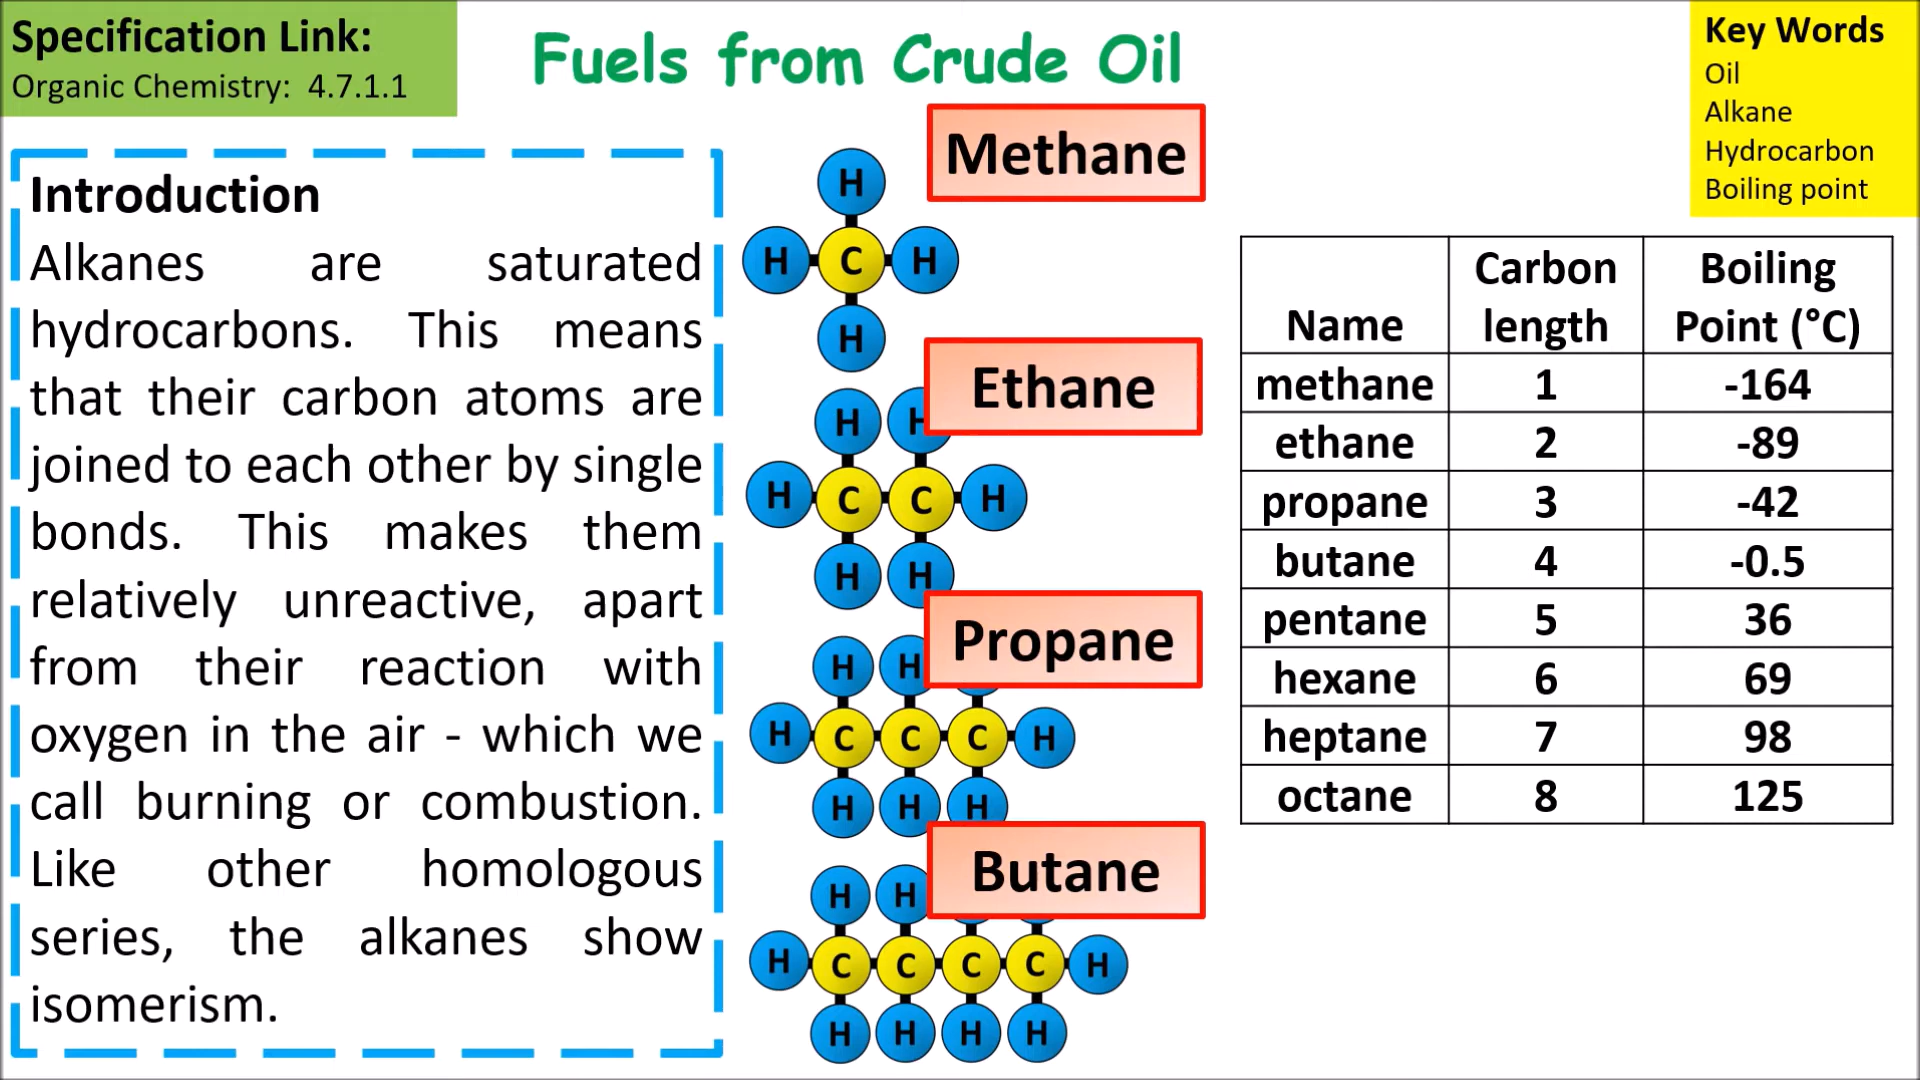 Specification Link:
Organic Chemistry: 4.7.1.1
Fuels from Crude Oil
Key Words
Oil
Alkane
Hydrocarbon
Boiling point
Introduction
Alkanes are saturated
hydrocarbons. This means
that their carbon atoms are
joined to each other by single
bonds. This makes them
relatively unreactive, apart
from their reaction with
oxygen in the air - which we
call burning or combustion.
Like other homologous
series, the alkanes show
isomerism.
Methane
H
H C H
H
Ethane
H H
H C C H
H H
Propane
H H
H C C C H
H H H
Butane
H H
H C C C C H
H H H H
Name Carbon length Boiling Point (°C)
methane 1 -164
ethane 2 -89
propane 3 -42
butane 4 -0.5
pentane 5 36
hexane 6 69
heptane 7 98
octane 8 125